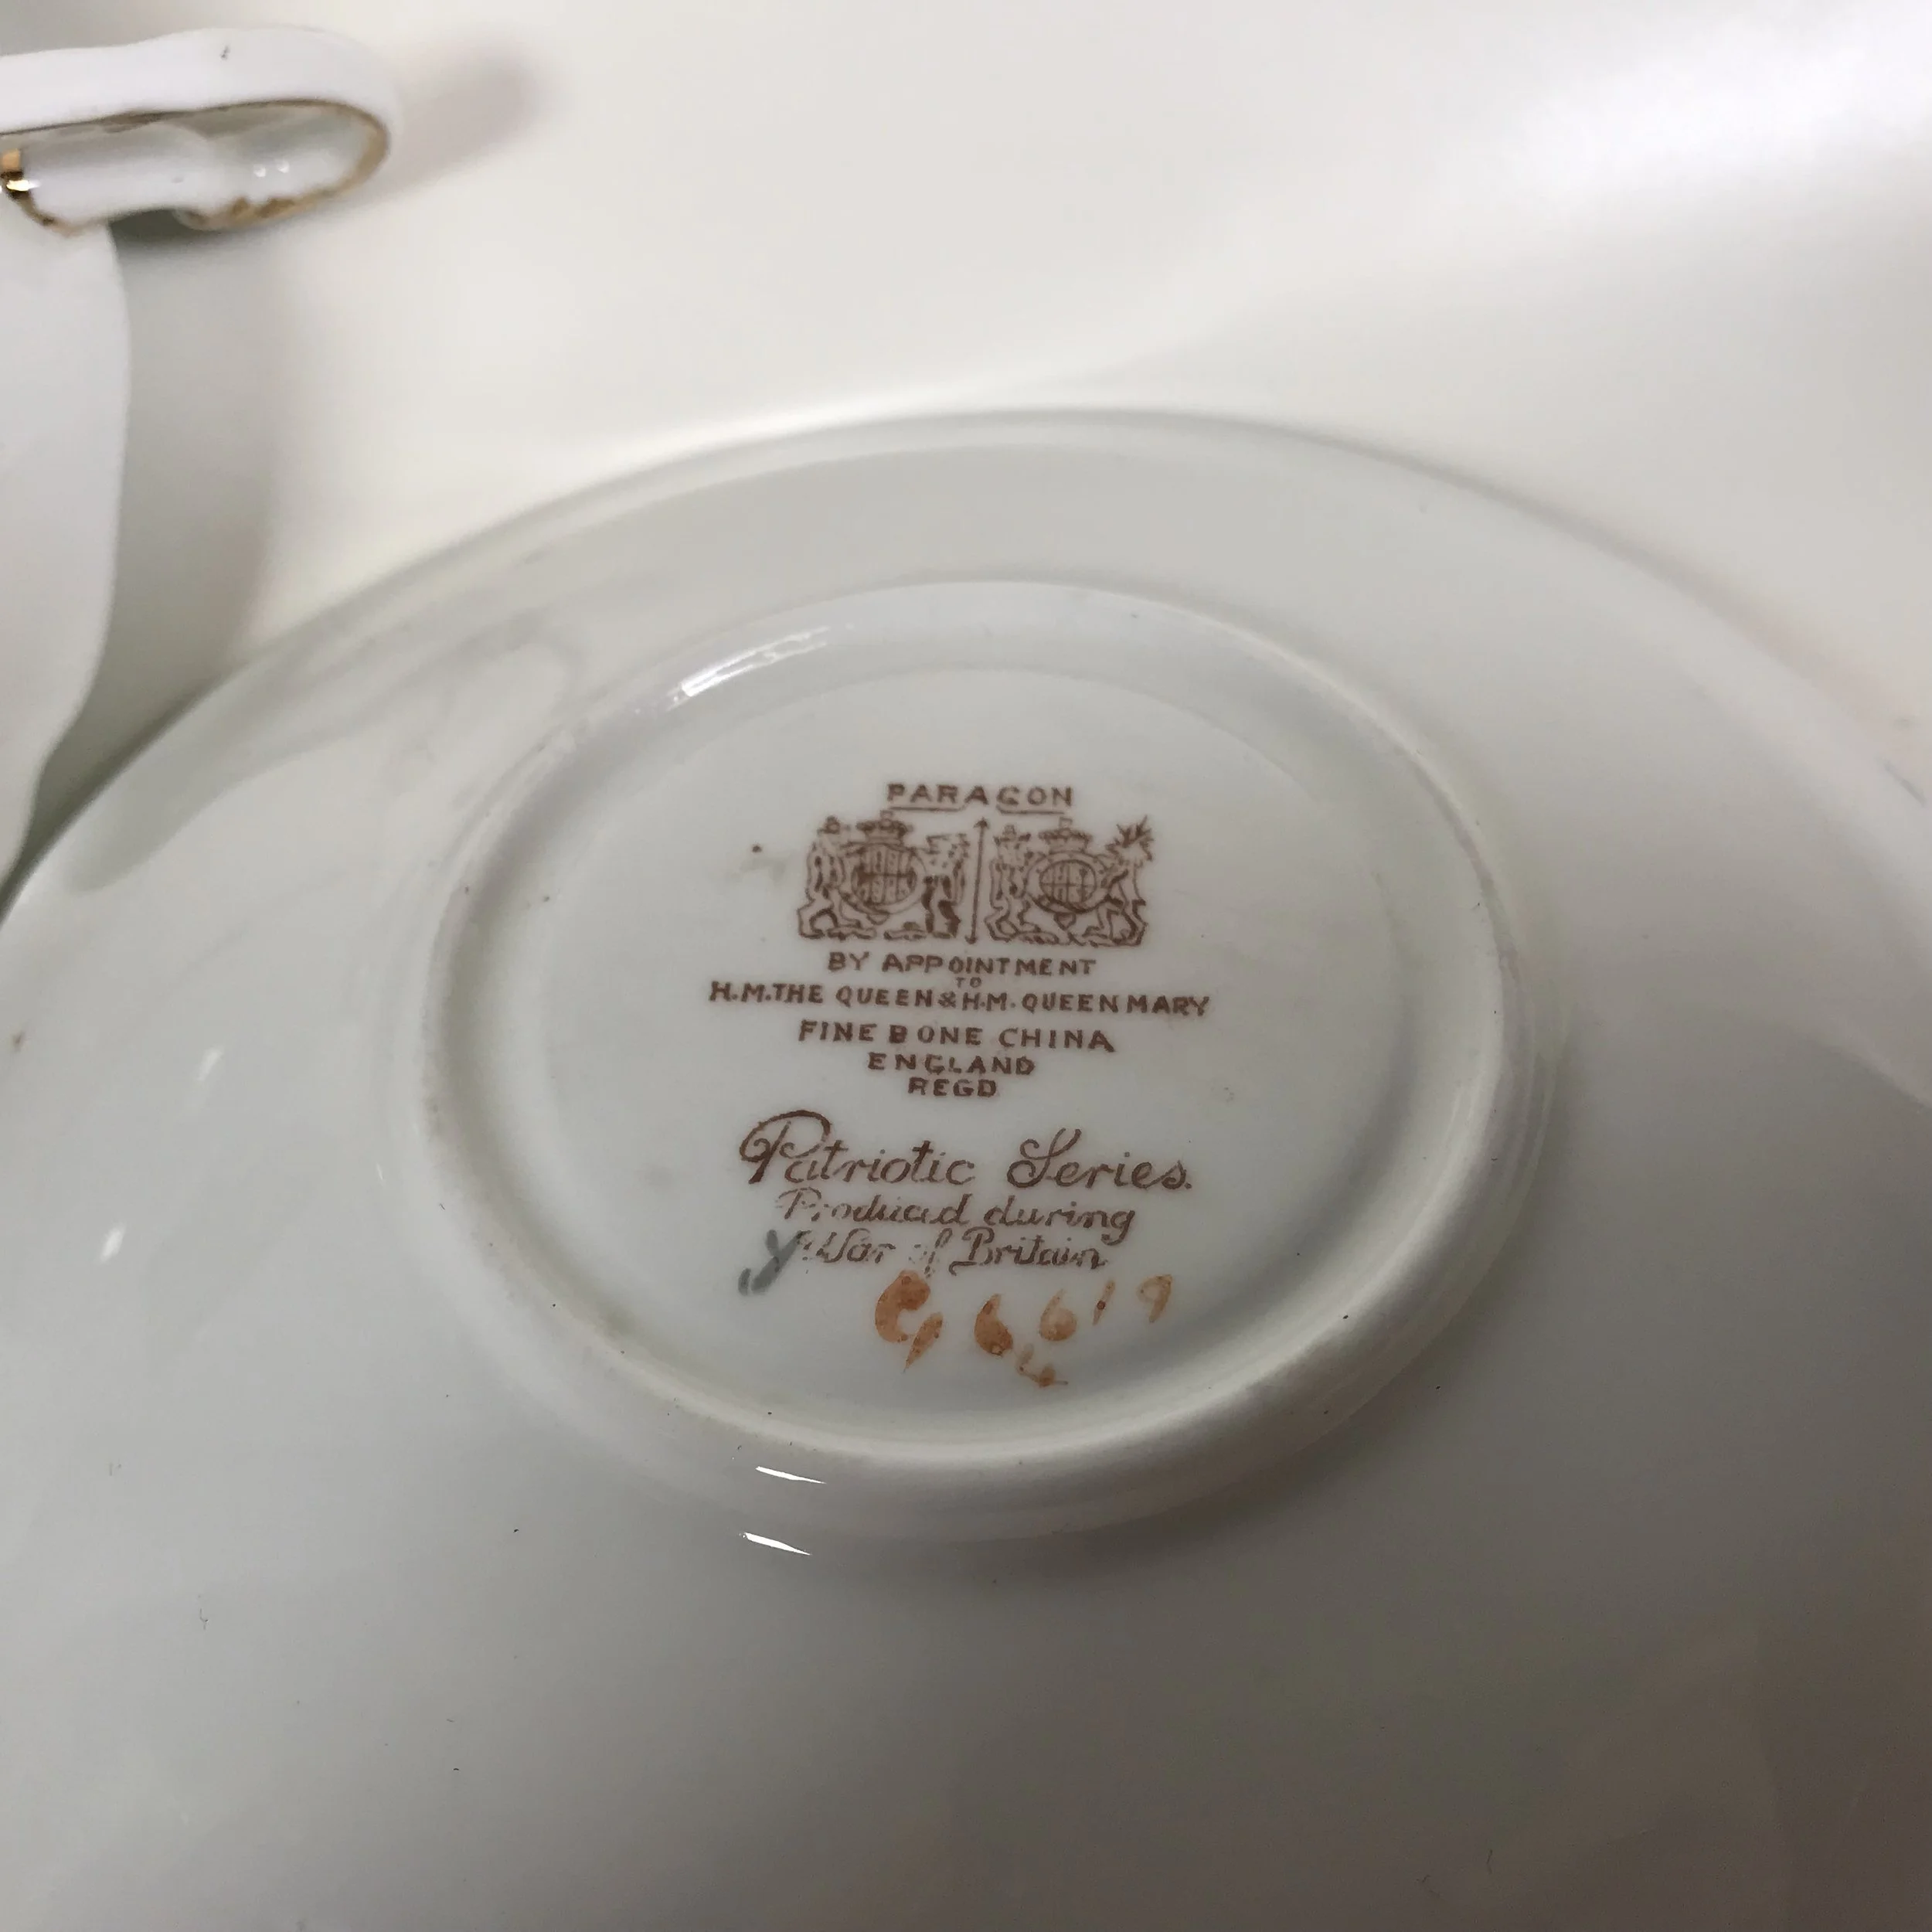 PARAGON
BY APPOINTMENT
TO
H.M. THE QUEEN & H.M. QUEEN MARY
FINE BONE CHINA
ENGLAND
REGD
Patriotic Series.
Produced during
War of Britain
G6619